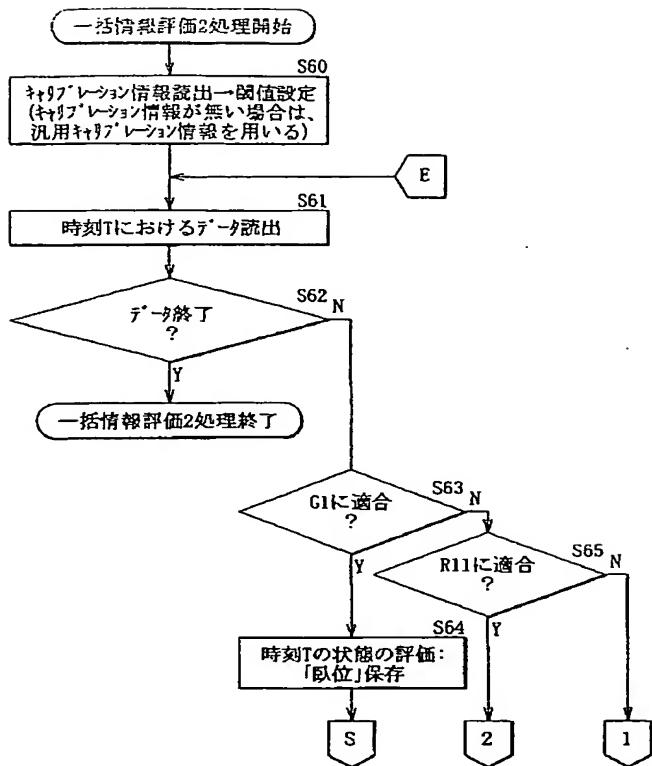 一括情報評価2処理開始
S60
キャリブレーション情報読出→閾値設定
(キャリブレーション情報が無い場合は、
汎用キャリブレーション情報を用いる)
E
S61
時刻Tにおけるデータ読出
S62
データ終了
?
N
Y
一括情報評価2処理終了
S63
G1に適合
?
N
Y
S65
R11に適合
?
N
Y
S64
時刻Tの状態の評価:
「臥位」保存
S
2
1